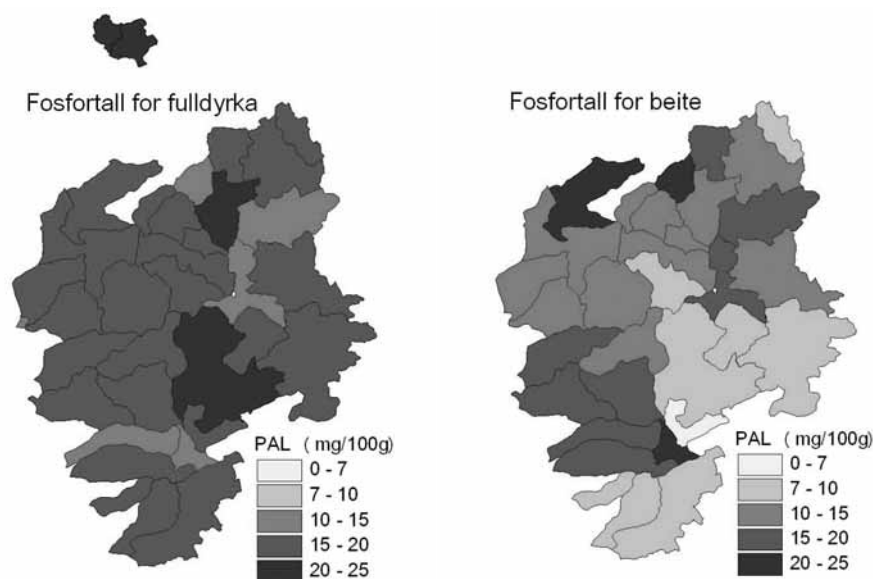 Fosfortall for fulldyrka
Fosfortall for beite
PAL ( mg/100g)
0 - 7
7 - 10
10 - 15
15 - 20
20 - 25
PAL ( mg/100g)
0 - 7
7 - 10
10 - 15
15 - 20
20 - 25